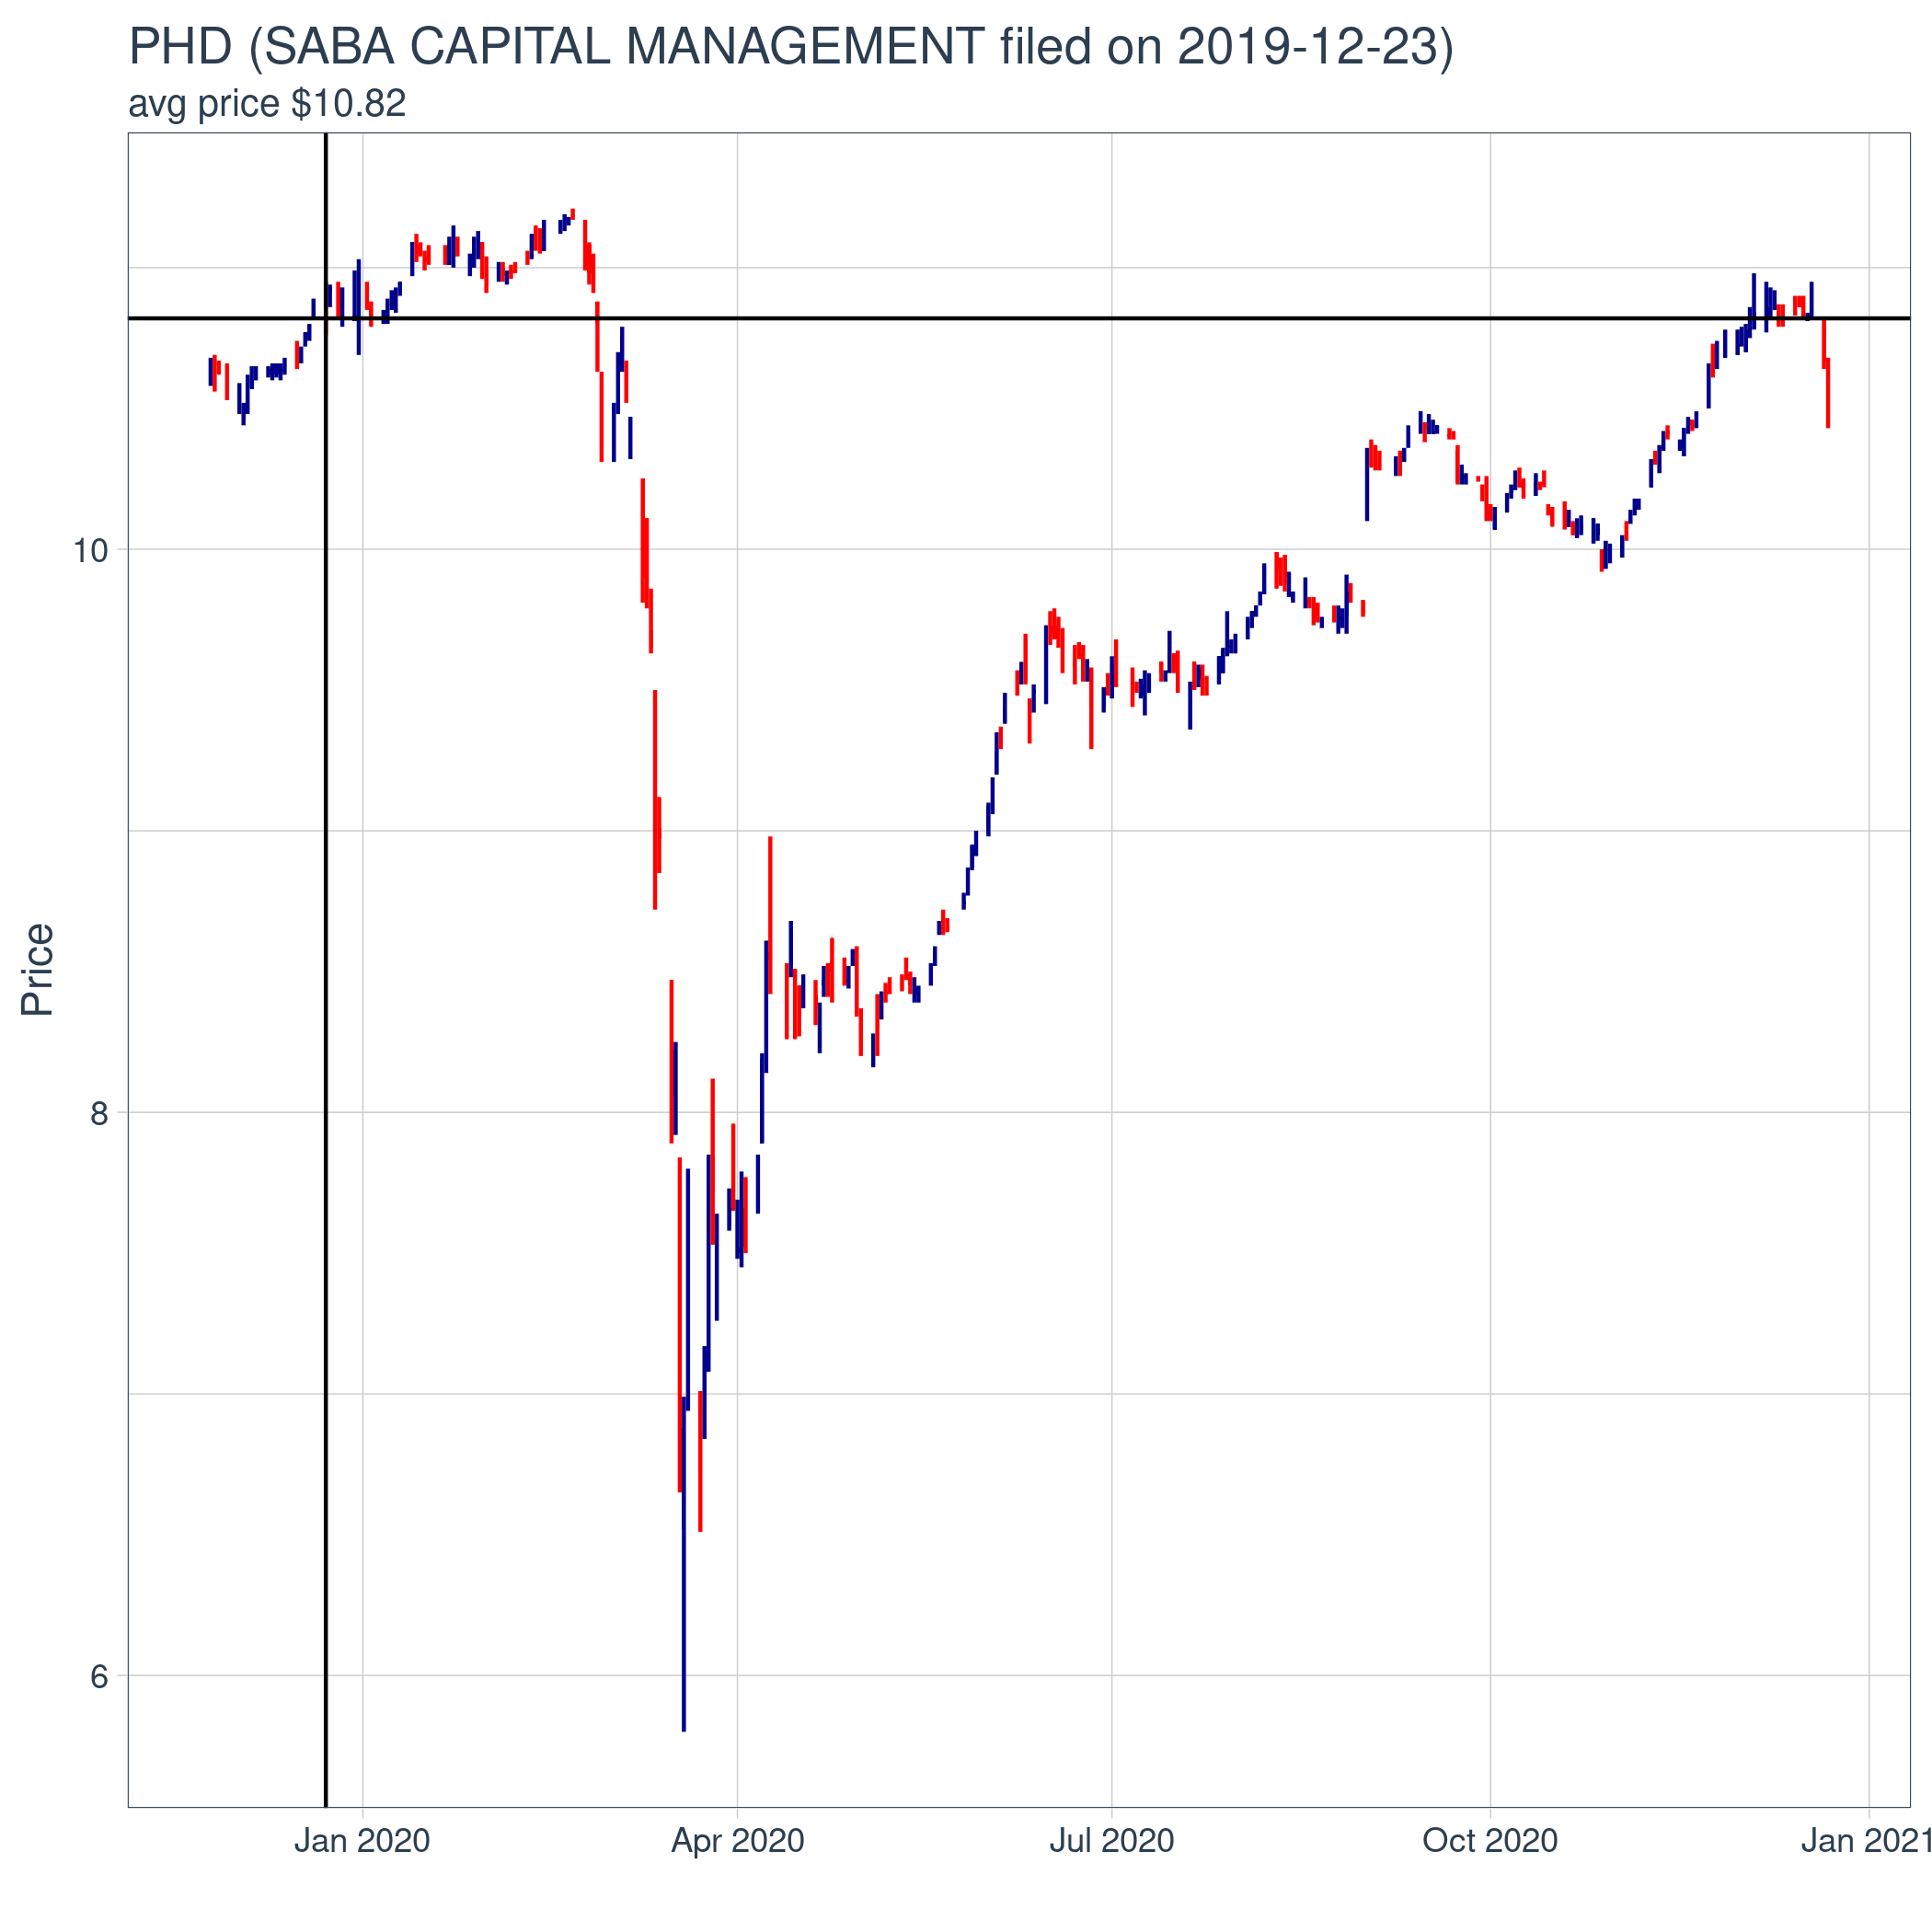 PHD (SABA CAPITAL MANAGEMENT filed on 2019-12-23)
avg price $10.82
Price
10
8
6
Jan 2020
Apr 2020
Jul 2020
Oct 2020
Jan 2021